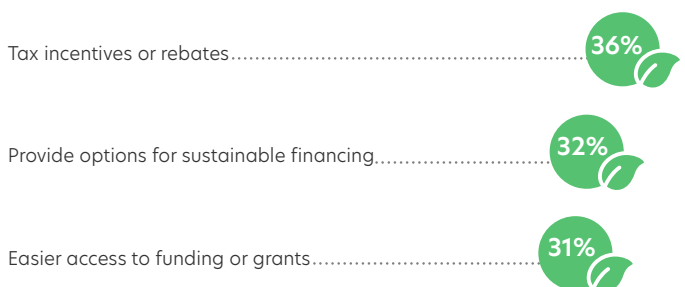 Tax incentives or rebates 36%
Provide options for sustainable financing 32%
Easier access to funding or grants 31%